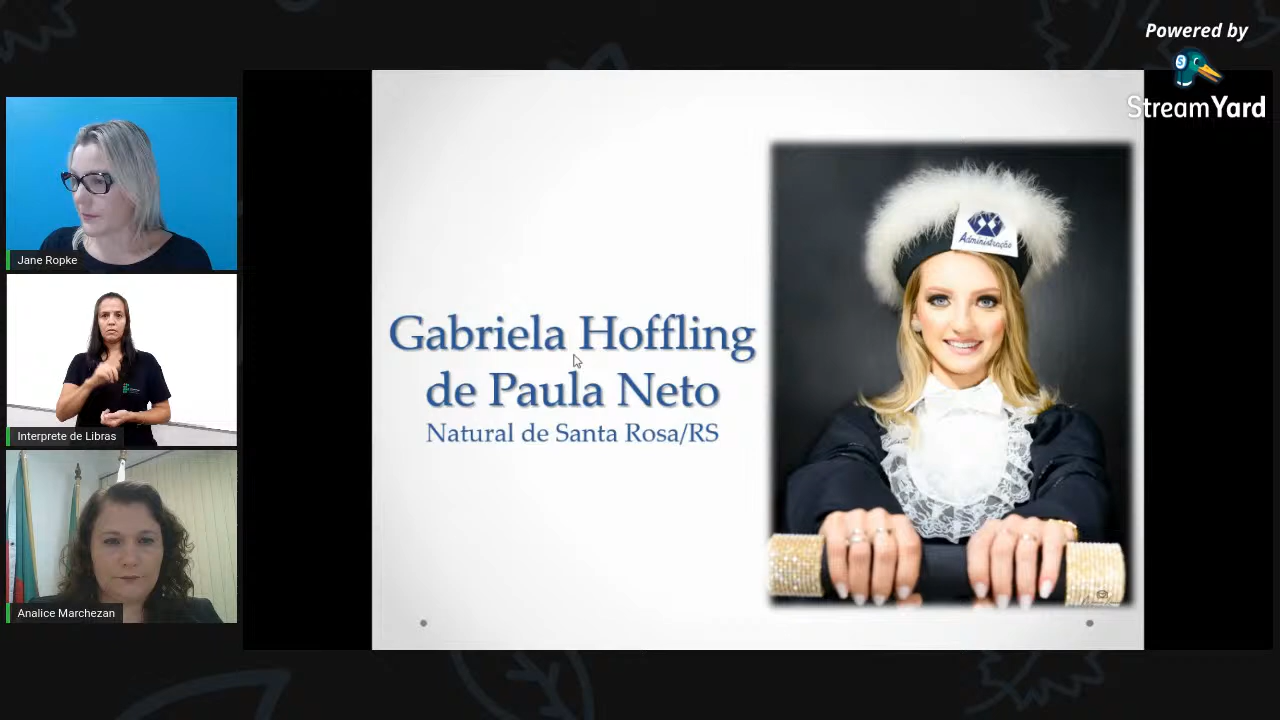 Powered by
StreamYard
Jane Ropke
Interprete de Libras
Analice Marchezan
Gabriela Hoffling
de Paula Neto
Natural de Santa Rosa/RS
Administração